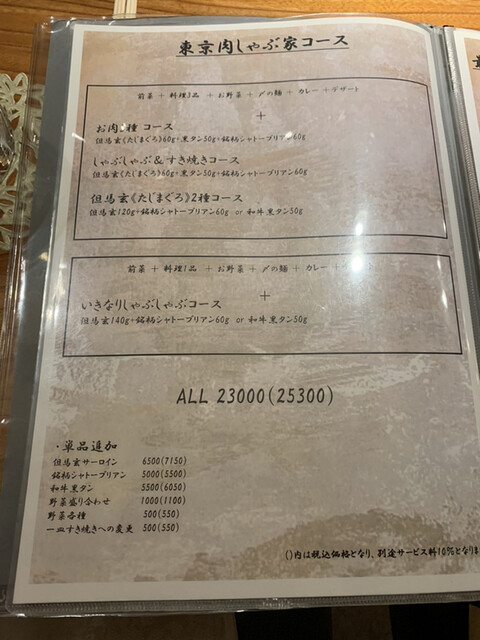 東京肉しゃぶ家コース
前菜 + 料理3品 + お野菜 + 〆の麺 + カレー + デザート
+
お肉3種 コース
但馬玄《たじまぐろ》60g+黒タン50g+銘柄シャトーブリアン60g
しゃぶしゃぶ&すき焼きコース
但馬玄《たじまぐろ》60g+黒タン50g+銘柄シャトーブリアン60g
但馬玄《たじまぐろ》2種コース
但馬玄120g+銘柄シャトーブリアン60g or 和牛黒タン50g
前菜 + 料理1品 + お野菜 + 〆の麺 + カレー +
+
いきなりしゃぶしゃぶコース
但馬玄140g+銘柄シャトーブリアン60g or 和牛黒タン50g
ALL 23000(25300)
・単品追加
但馬玄サーロイン 6500(7150)
銘柄シャトーブリアン 5000(5500)
和牛黒タン 5500(6050)
野菜盛り合わせ 1000(1100)
野菜各種 500(550)
一皿すき焼きへの変更 500(550)
()内は税込価格となり、別途サービス料10%となりま